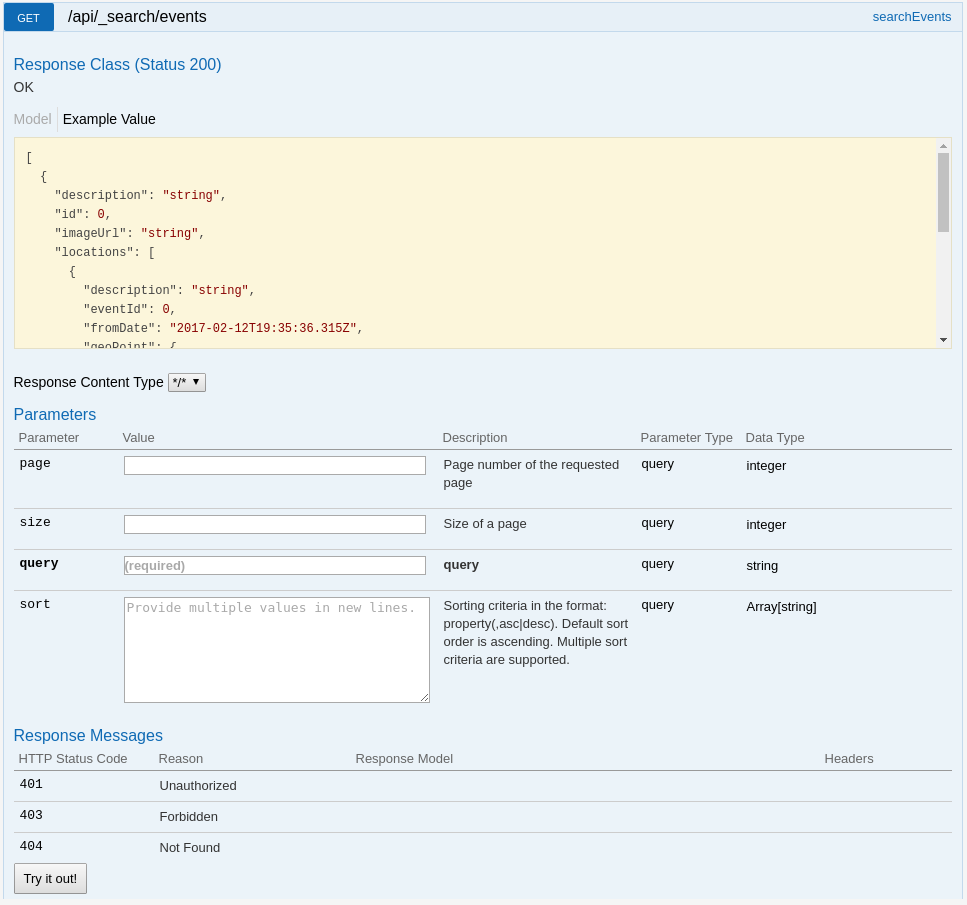 GET /api/_search/events searchEvents
Response Class (Status 200)
OK
Model Example Value
[
  {
    "description": "string",
    "id": 0,
    "imageUrl": "string",
    "locations": [
      {
        "description": "string",
        "eventId": 0,
        "fromDate": "2017-02-12T19:35:36.315Z",
        "geoPoint": {
Response Content Type */* ▼
Parameters
Parameter Value Description Parameter Type Data Type
page Page number of the requested query integer
page
size Size of a page query integer
query (required) query query string
sort Provide multiple values in new lines. Sorting criteria in the format: query Array[string]
property(,asc|desc). Default sort
order is ascending. Multiple sort
criteria are supported.
Response Messages
HTTP Status Code Reason Response Model Headers
401 Unauthorized
403 Forbidden
404 Not Found
Try it out!